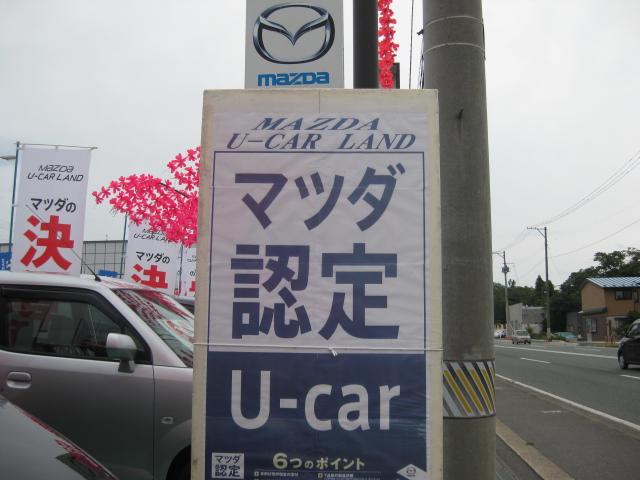 mazda
MAZDA
U-CAR LAND
マツダ
認定
U-car
マツダ
認定
6つのポイント
mazda
U-CAR LAND
マツダの
決
マツダの
決